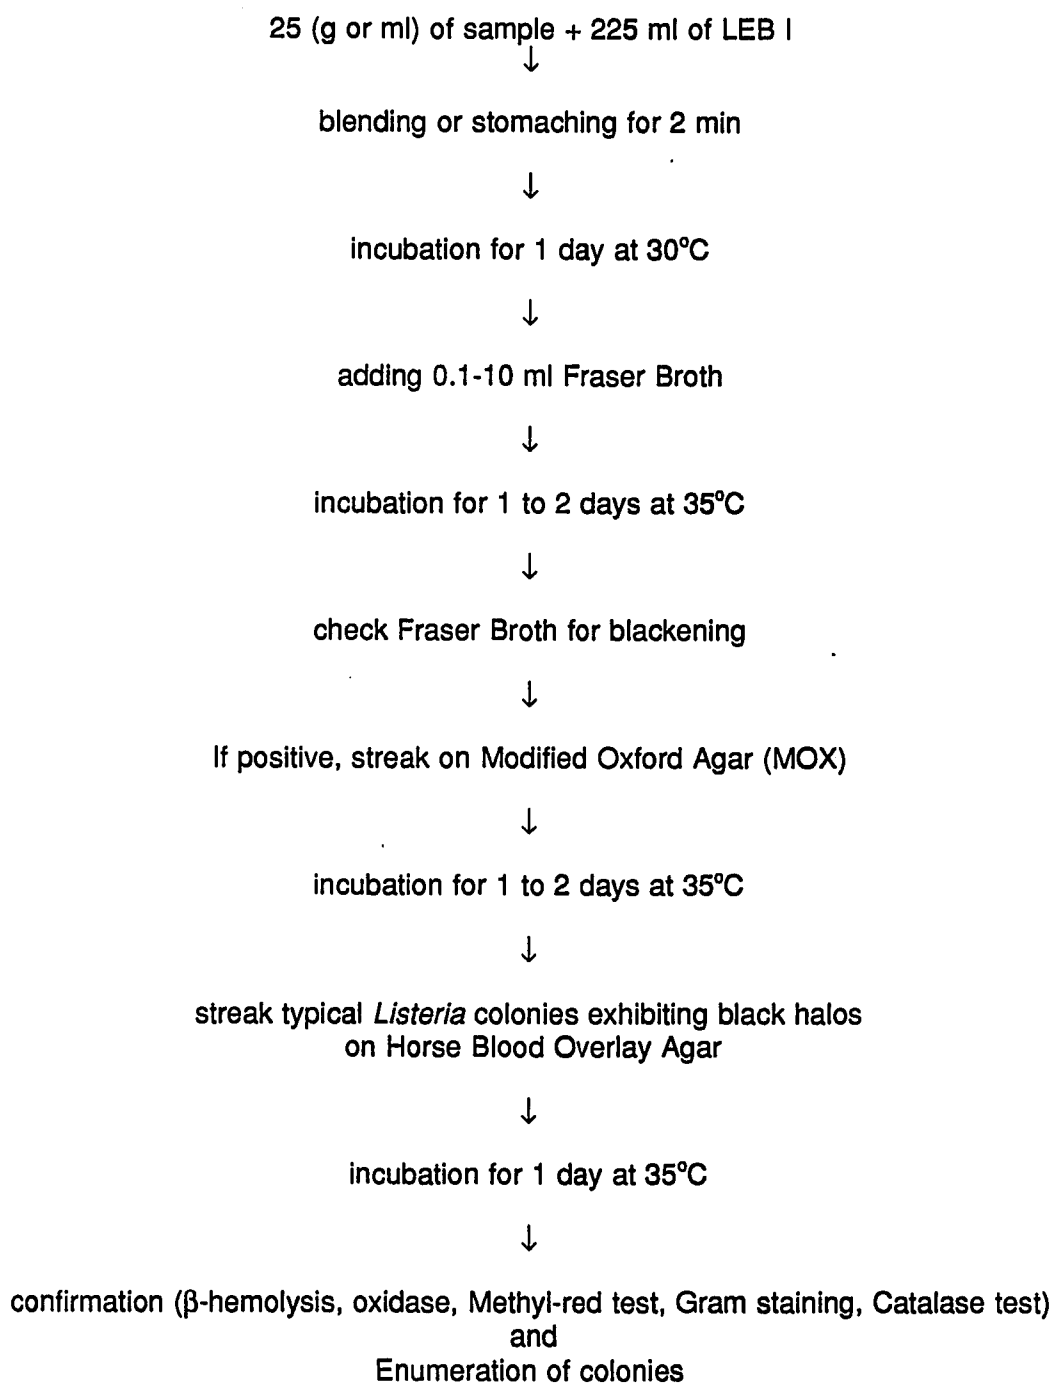 25 (g or ml) of sample + 225 ml of LEB I
↓
blending or stomaching for 2 min
↓
incubation for 1 day at 30°C
↓
adding 0.1-10 ml Fraser Broth
↓
incubation for 1 to 2 days at 35°C
↓
check Fraser Broth for blackening
↓
If positive, streak on Modified Oxford Agar (MOX)
↓
incubation for 1 to 2 days at 35°C
↓
streak typical Listeria colonies exhibiting black halos
on Horse Blood Overlay Agar
↓
incubation for 1 day at 35°C
↓
confirmation (β-hemolysis, oxidase, Methyl-red test, Gram staining, Catalase test)
and
Enumeration of colonies